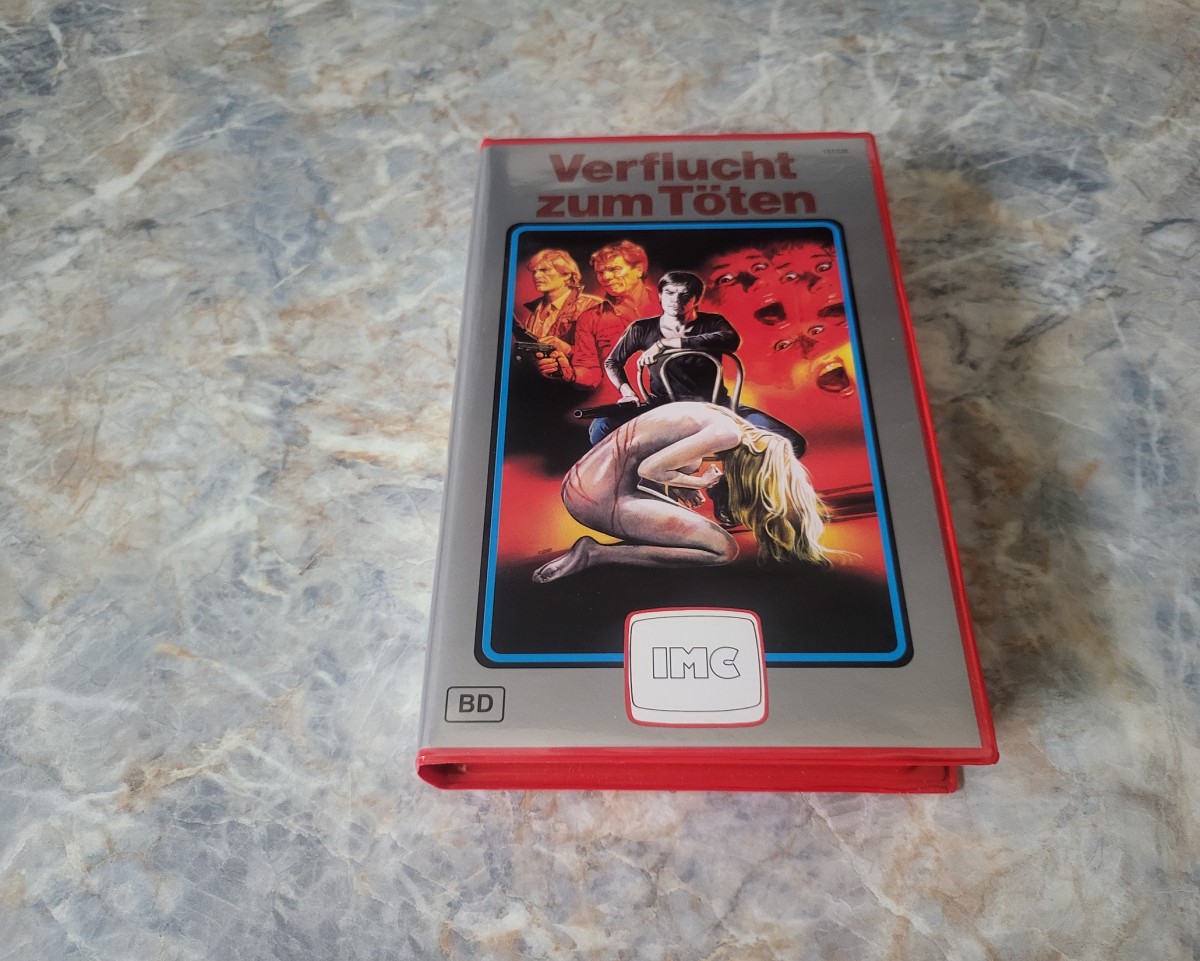 Verflucht
zum Töten
IMC
BD